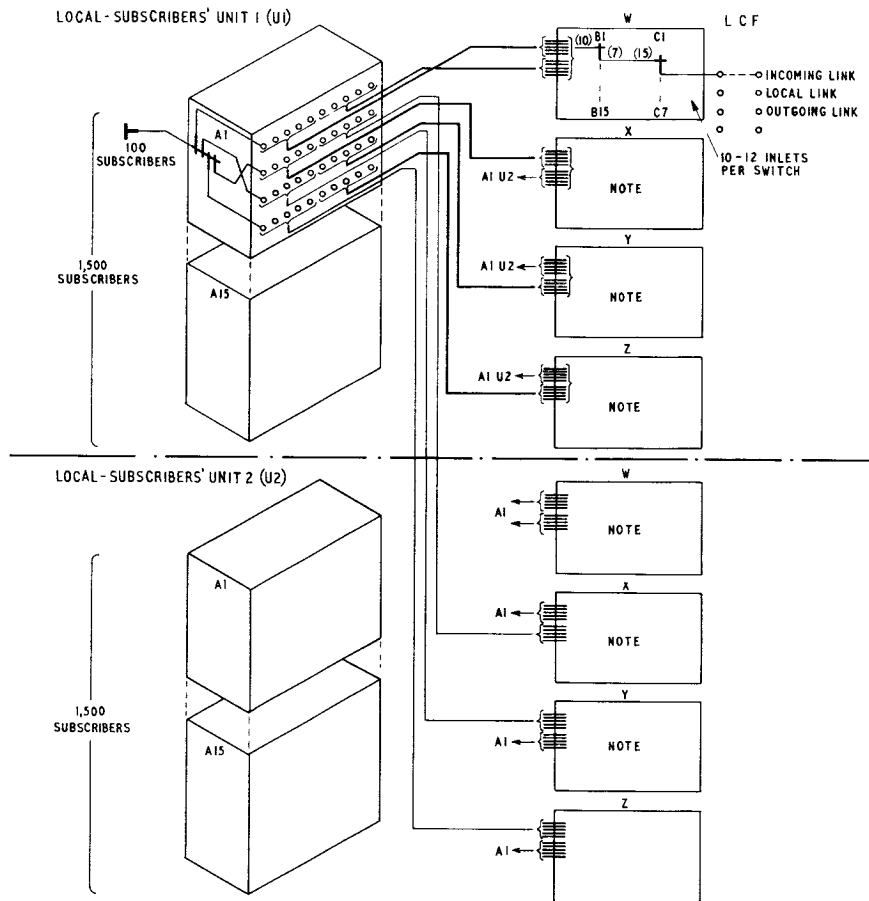 LOCAL-SUBSCRIBERS' UNIT 1 (U1)
W
L C F
(10)
B1
(7)
(15)
C1
INCOMING LINK
LOCAL LINK
OUTGOING LINK
B15
C7
10-12 INLETS
PER SWITCH
A1
100
SUBSCRIBERS
X
A1 U2
NOTE
1,500
SUBSCRIBERS
A15
Y
A1 U2
NOTE
Z
A1 U2
NOTE
LOCAL-SUBSCRIBERS' UNIT 2 (U2)
W
A1
NOTE
A1
X
A1
NOTE
1,500
SUBSCRIBERS
A15
Y
A1
NOTE
Z
A1